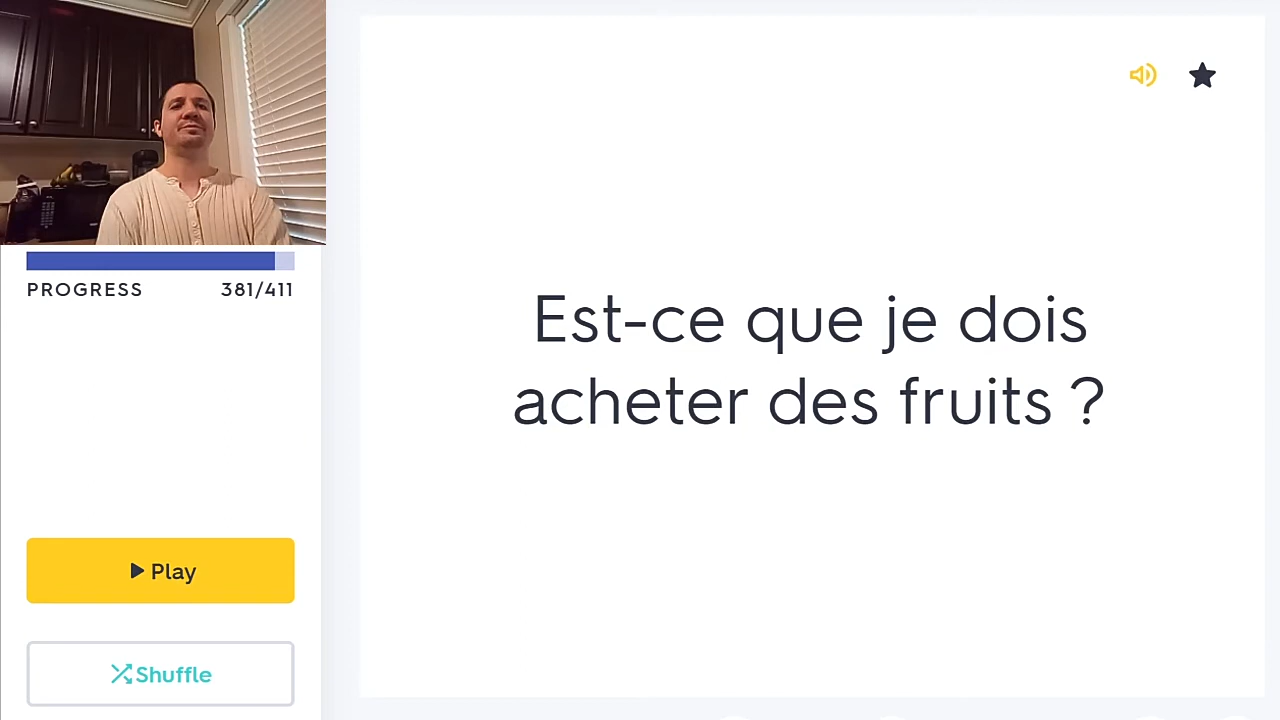 PROGRESS 381/411
Play
Shuffle
Est-ce que je dois
acheter des fruits ?